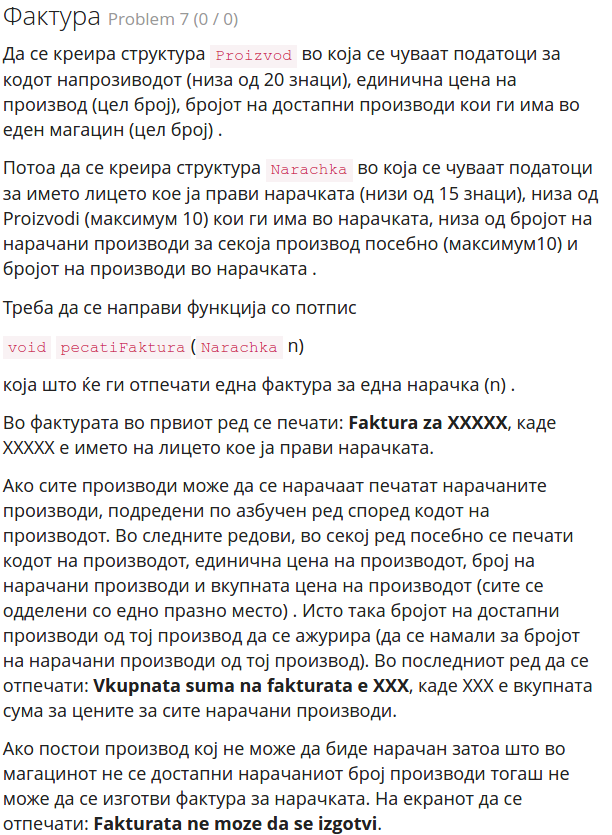 Фактура Problem 7 (0 / 0)
Да се креира структура Proizvod во која се чуваат податоци за
кодот напрозиводот (низа од 20 знаци), единична цена на
производ (цел број), бројот на достапни производи кои ги има во
еден магацин (цел број) .
Потоа да се креира структура Narachka во која се чуваат податоци
за името лицето кое ја прави нарачката (низи од 15 знаци), низа од
Proizvodi (максимум 10) кои ги има во нарачката, низа од бројот на
нарачани производи за секоја производ посебно (максимум10) и
бројот на производи во нарачката .
Треба да се направи функција со потпис
void pecatiFaktura( Narachka n)
која што ќе ги отпечати една фактура за една нарачка (n) .
Во фактурата во првиот ред се печати: Faktura za XXXXX, каде
XXXXX е името на лицето кое ја прави нарачката.
Ако сите производи може да се нарачаат печатат нарачаните
производи, подредени по азбучен ред според кодот на
производот. Во следните редови, во секој ред посебно се печати
кодот на производот, единична цена на производот, број на
нарачани производи и вкупната цена на производот (сите се
одделени со едно празно место) . Исто така бројот на достапни
производи од тој производ да се ажурира (да се намали за бројот
на нарачани производи од тој производ). Во последниот ред да се
отпечати: Vkupnata suma na fakturata e XXX, каде XXX е вкупната
сума за цените за сите нарачани производи.
Ако постои производ кој не може да биде нарачан затоа што во
магацинот не се достапни нарачаниот број производи тогаш не
може да се изготви фактура за нарачката. На екранот да се
отпечати: Fakturata ne moze da se izgotvi.